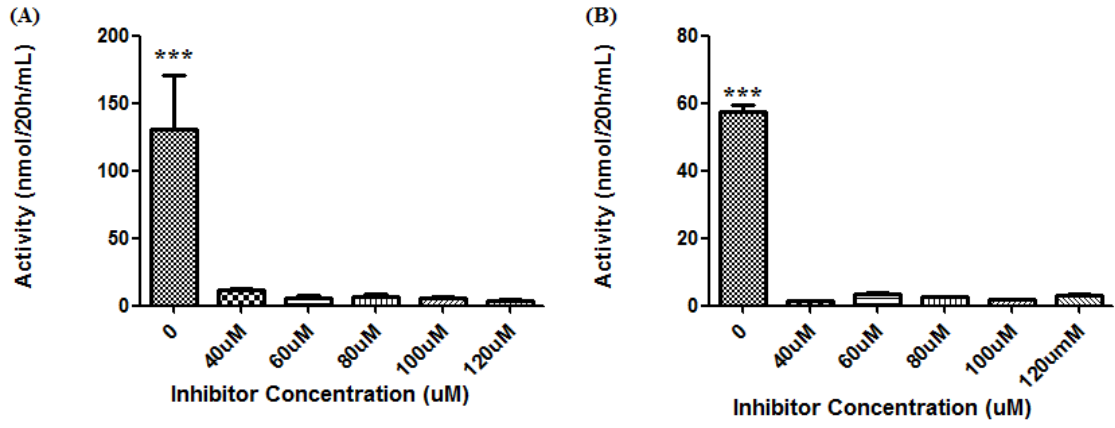 (A)
Activity (nmol/20h/mL)
200
150
100
50
0
***
0
40uM
60uM
80uM
100uM
120uM
Inhibitor Concentration (uM)
(B)
Activity (nmol/20h/mL)
80
60
40
20
0
***
0
40uM
60uM
80uM
100uM
120umM
Inhibitor Concentration (uM)